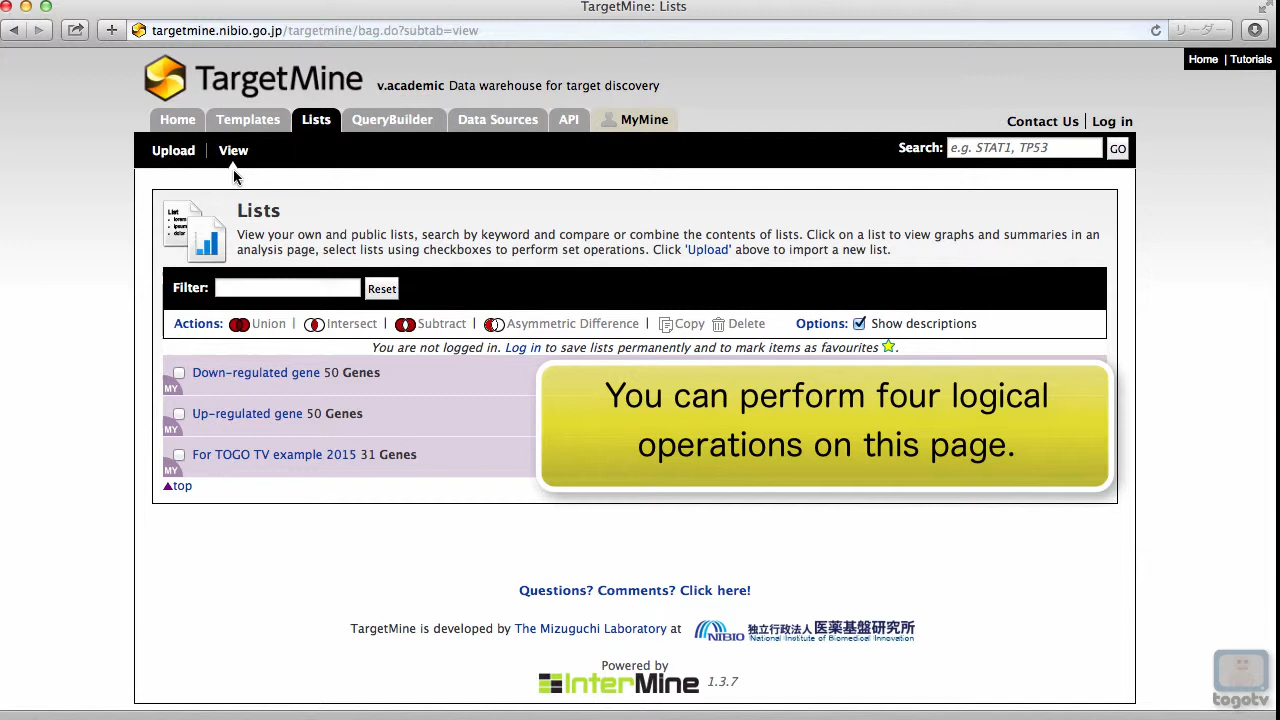 TargetMine: Lists
targetmine.nibio.go.jp/targetmine/bag.do?subtab=view
リーダー
Home | Tutorials
TargetMine v.academic Data warehouse for target discovery
Home Templates Lists QueryBuilder Data Sources API MyMine
Contact Us | Log in
Upload | View
Search: e.g. STAT1, TP53 GO
Lists
View your own and public lists, search by keyword and compare or combine the contents of lists. Click on a list to view graphs and summaries in an
analysis page, select lists using checkboxes to perform set operations. Click 'Upload' above to import a new list.
Filter: Reset
Actions: Union | Intersect | Subtract | Asymmetric Difference | Copy Delete Options: Show descriptions
You are not logged in. Log in to save lists permanently and to mark items as favourites .
MY Down-regulated gene 50 Genes
MY Up-regulated gene 50 Genes
MY For TOGO TV example 2015 31 Genes
top
You can perform four logical
operations on this page.
Questions? Comments? Click here!
TargetMine is developed by The Mizuguchi Laboratory at NIBIO 独立行政法人医薬基盤研究所
National Institute of Biomedical Innovation
Powered by
InterMine 1.3.7
togotv